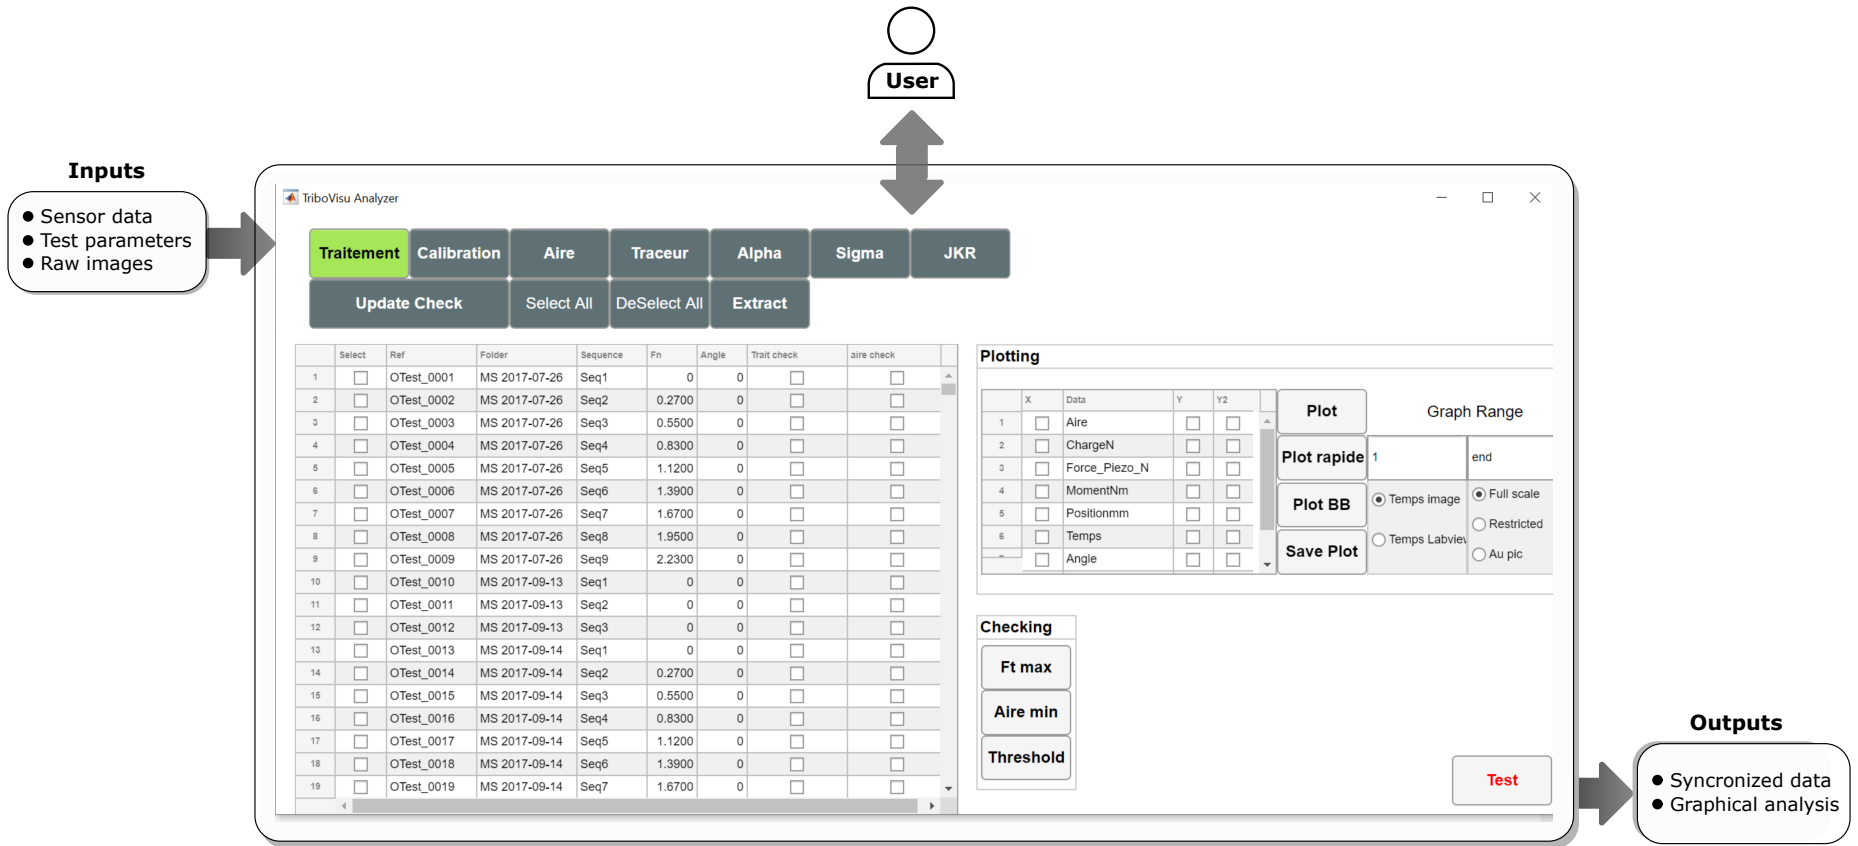 User
Inputs
● Sensor data
● Test parameters
● Raw images
TriboVisu Analyzer
Traitement Calibration Aire Traceur Alpha Sigma JKR
Update Check Select All DeSelect All Extract
Select Ref Folder Sequence Fn Angle Trait check aire check
1 OTest_0001 MS 2017-07-26 Seq1 0 0
2 OTest_0002 MS 2017-07-26 Seq2 0.2700 0
3 OTest_0003 MS 2017-07-26 Seq3 0.5500 0
4 OTest_0004 MS 2017-07-26 Seq4 0.8300 0
5 OTest_0005 MS 2017-07-26 Seq5 1.1200 0
6 OTest_0006 MS 2017-07-26 Seq6 1.3900 0
7 OTest_0007 MS 2017-07-26 Seq7 1.6700 0
8 OTest_0008 MS 2017-07-26 Seq8 1.9500 0
9 OTest_0009 MS 2017-07-26 Seq9 2.2300 0
10 OTest_0010 MS 2017-09-13 Seq1 0 0
11 OTest_0011 MS 2017-09-13 Seq2 0 0
12 OTest_0012 MS 2017-09-13 Seq3 0 0
13 OTest_0013 MS 2017-09-14 Seq1 0 0
14 OTest_0014 MS 2017-09-14 Seq2 0.2700 0
15 OTest_0015 MS 2017-09-14 Seq3 0.5500 0
16 OTest_0016 MS 2017-09-14 Seq4 0.8300 0
17 OTest_0017 MS 2017-09-14 Seq5 1.1200 0
18 OTest_0018 MS 2017-09-14 Seq6 1.3900 0
19 OTest_0019 MS 2017-09-14 Seq7 1.6700 0
Plotting
X Data Y Y2
1 Aire
2 ChargeN
3 Force_Piezo_N
4 MomentNm
5 Positionmm
6 Temps
Angle
Plot
Plot rapide
Plot BB
Save Plot
Graph Range
1 end
Temps image
Temps Labview
Full scale
Restricted
Au pic
Checking
Ft max
Aire min
Threshold
Test
Outputs
● Syncronized data
● Graphical analysis